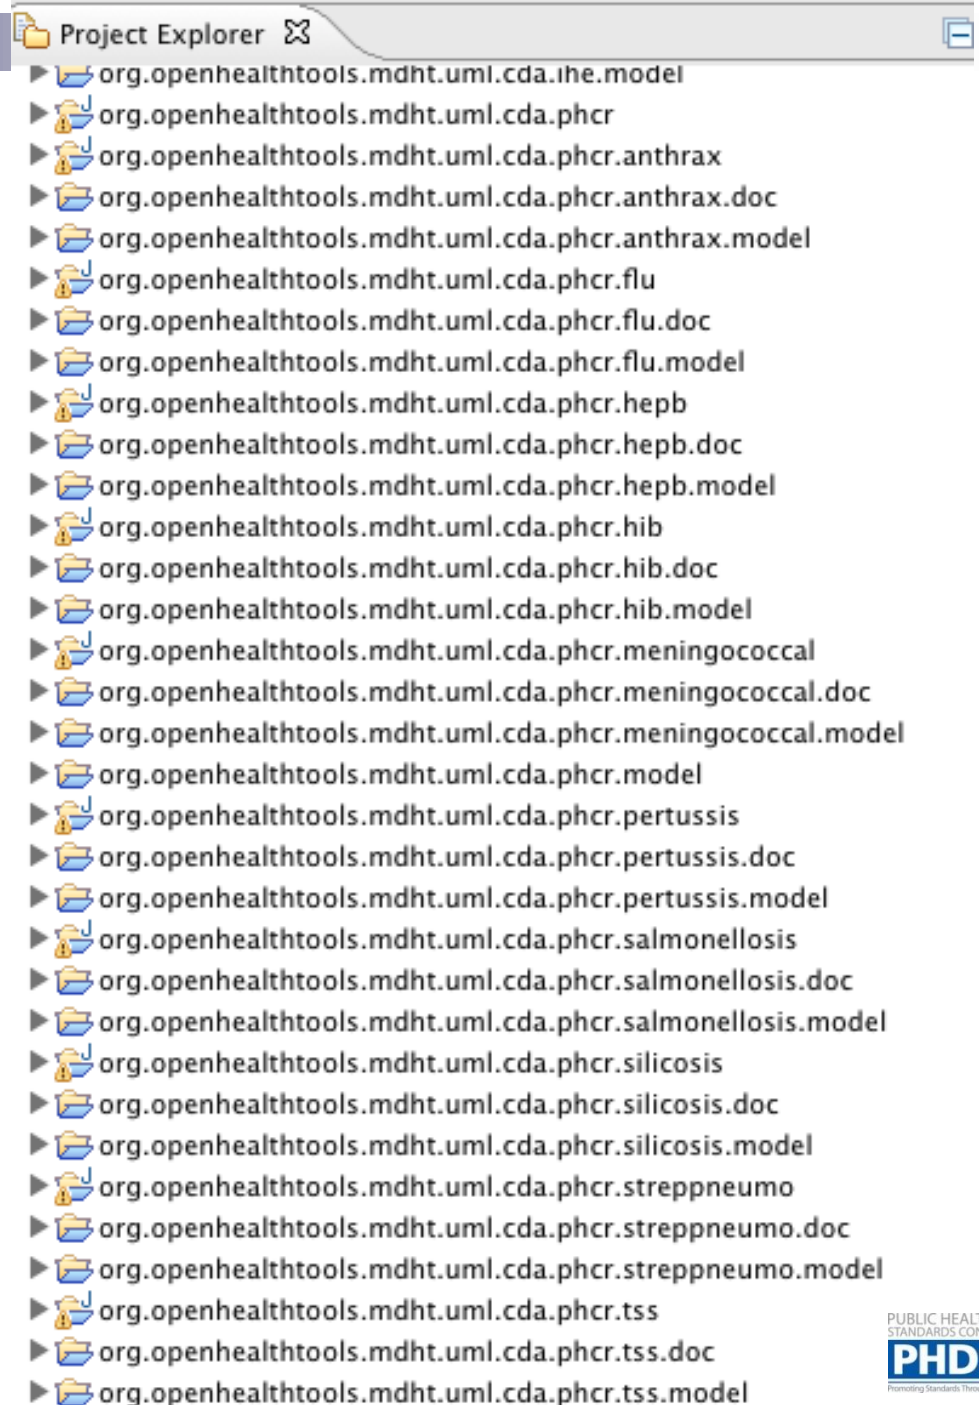 Project Explorer
org.openhealthtools.mdht.uml.cda.ihe.model
org.openhealthtools.mdht.uml.cda.phcr
org.openhealthtools.mdht.uml.cda.phcr.anthrax
org.openhealthtools.mdht.uml.cda.phcr.anthrax.doc
org.openhealthtools.mdht.uml.cda.phcr.anthrax.model
org.openhealthtools.mdht.uml.cda.phcr.flu
org.openhealthtools.mdht.uml.cda.phcr.flu.doc
org.openhealthtools.mdht.uml.cda.phcr.flu.model
org.openhealthtools.mdht.uml.cda.phcr.hepb
org.openhealthtools.mdht.uml.cda.phcr.hepb.doc
org.openhealthtools.mdht.uml.cda.phcr.hepb.model
org.openhealthtools.mdht.uml.cda.phcr.hib
org.openhealthtools.mdht.uml.cda.phcr.hib.doc
org.openhealthtools.mdht.uml.cda.phcr.hib.model
org.openhealthtools.mdht.uml.cda.phcr.meningococcal
org.openhealthtools.mdht.uml.cda.phcr.meningococcal.doc
org.openhealthtools.mdht.uml.cda.phcr.meningococcal.model
org.openhealthtools.mdht.uml.cda.phcr.model
org.openhealthtools.mdht.uml.cda.phcr.pertussis
org.openhealthtools.mdht.uml.cda.phcr.pertussis.doc
org.openhealthtools.mdht.uml.cda.phcr.pertussis.model
org.openhealthtools.mdht.uml.cda.phcr.salmonellosis
org.openhealthtools.mdht.uml.cda.phcr.salmonellosis.doc
org.openhealthtools.mdht.uml.cda.phcr.salmonellosis.model
org.openhealthtools.mdht.uml.cda.phcr.silicosis
org.openhealthtools.mdht.uml.cda.phcr.silicosis.doc
org.openhealthtools.mdht.uml.cda.phcr.silicosis.model
org.openhealthtools.mdht.uml.cda.phcr.streppneumo
org.openhealthtools.mdht.uml.cda.phcr.streppneumo.doc
org.openhealthtools.mdht.uml.cda.phcr.streppneumo.model
org.openhealthtools.mdht.uml.cda.phcr.tss
org.openhealthtools.mdht.uml.cda.phcr.tss.doc
org.openhealthtools.mdht.uml.cda.phcr.tss.model
PUBLIC HEAL
STANDARDS CON
PHD
Promoting Standards Throu